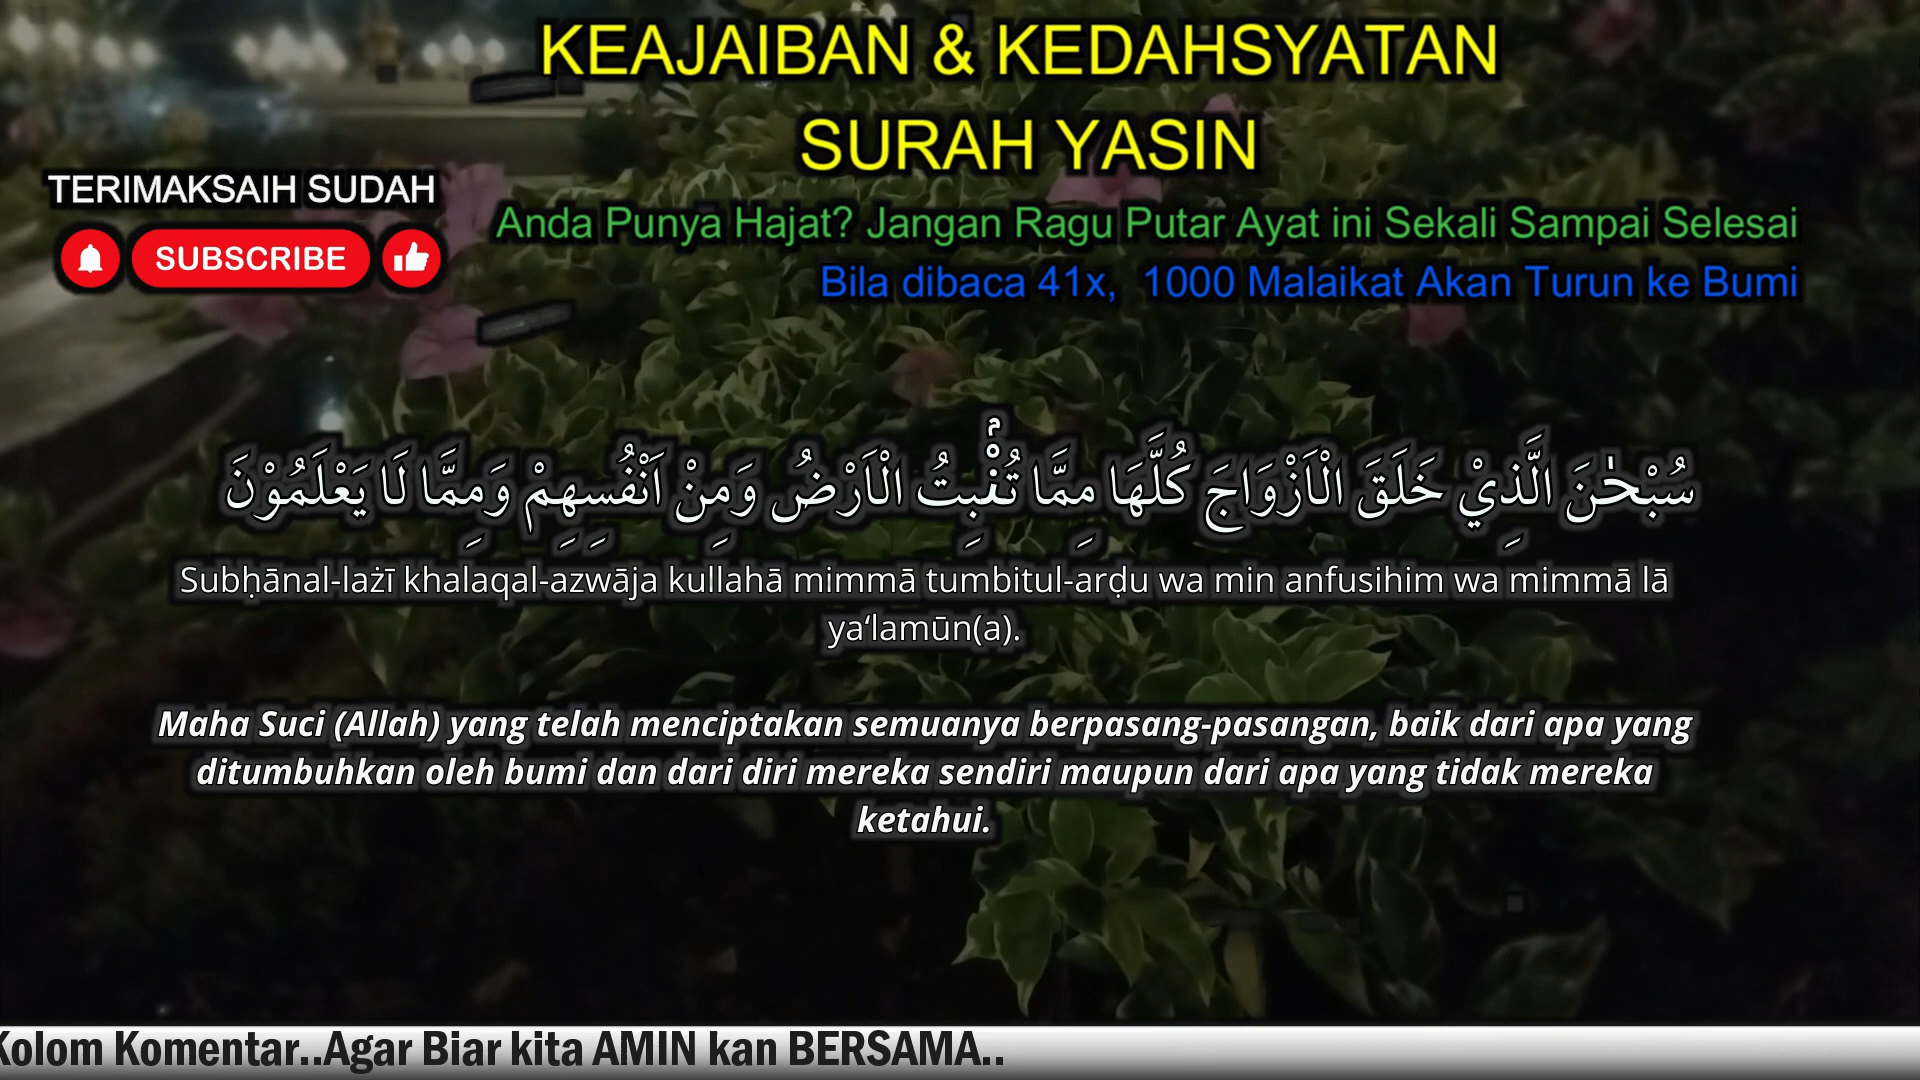 KEAJAIBAN & KEDAHSYATAN
SURAH YASIN
TERIMAKSAIH SUDAH
SUBSCRIBE
Anda Punya Hajat? Jangan Ragu Putar Ayat ini Sekali Sampai Selesai
Bila dibaca 41x, 1000 Malaikat Akan Turun ke Bumi
سُبْحٰنَ الَّذِيْ خَلَقَ الْاَزْوَاجَ كُلَّهَا مِمَّا تُنْۢبِتُ الْاَرْضُ وَمِنْ اَنْفُسِهِمْ وَمِمَّا لَا يَعْلَمُوْنَ
Subḥānal-lażī khalaqal-azwāja kullahā mimmā tumbitul-arḍu wa min anfusihim wa mimmā lā
ya‘lamūn(a).
Maha Suci (Allah) yang telah menciptakan semuanya berpasang-pasangan, baik dari apa yang
ditumbuhkan oleh bumi dan dari diri mereka sendiri maupun dari apa yang tidak mereka
ketahui.
Kolom Komentar..Agar Biar kita AMIN kan BERSAMA..